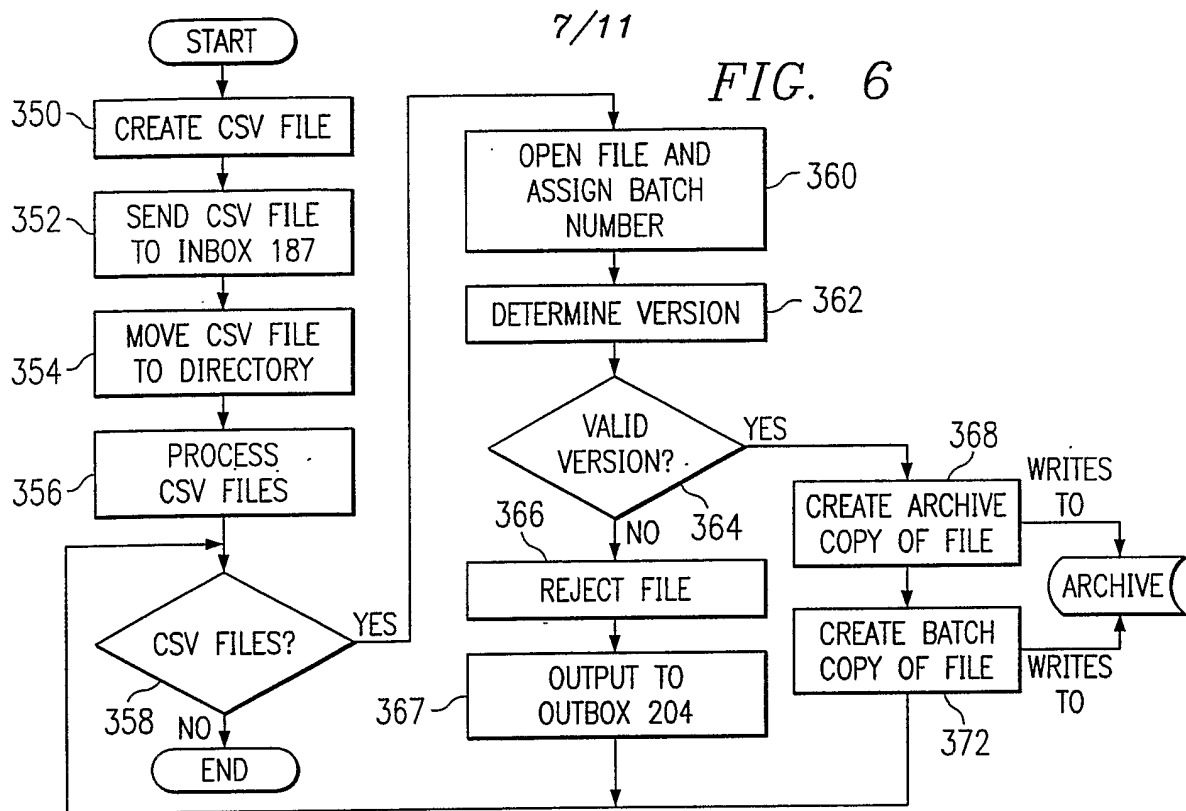 7/11
FIG. 6
START
350
CREATE CSV FILE
352
SEND CSV FILE
TO INBOX 187
354
MOVE CSV FILE
TO DIRECTORY
356
PROCESS
CSV FILES
CSV FILES?
YES
358
NO
END
OPEN FILE AND
ASSIGN BATCH
NUMBER
360
DETERMINE VERSION
362
VALID
VERSION?
YES
364
NO
366
REJECT FILE
367
OUTPUT TO
OUTBOX 204
368
CREATE ARCHIVE
COPY OF FILE
WRITES
TO
ARCHIVE
CREATE BATCH
COPY OF FILE
WRITES
TO
372